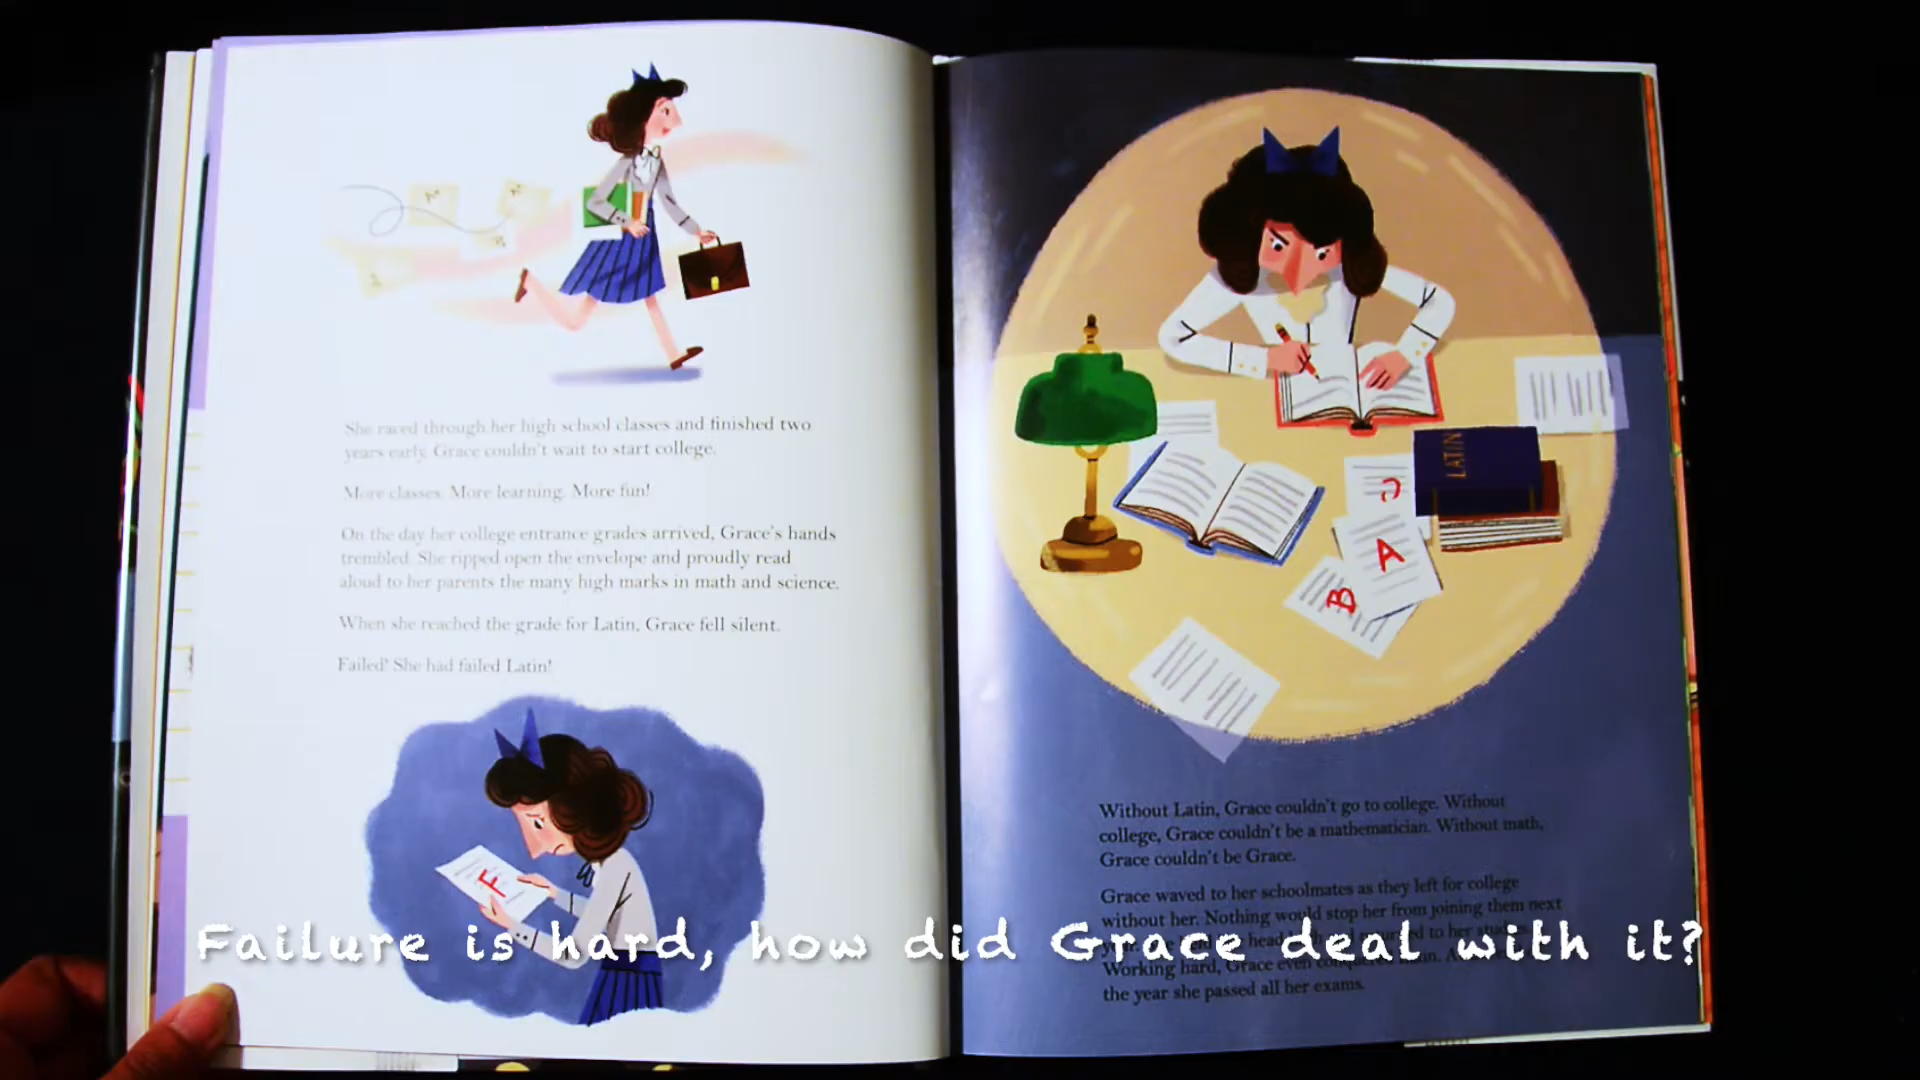 She raced through her high school classes and finished two
years early. Grace couldn't wait to start college.
More classes. More learning. More fun!
On the day her college entrance grades arrived, Grace's hands
trembled. She ripped open the envelope and proudly read
aloud to her parents the many high marks in math and science.
When she reached the grade for Latin, Grace fell silent.
Failed! She had failed Latin!
F
LATIN
A
B
Without Latin, Grace couldn't go to college. Without
college, Grace couldn't be a mathematician. Without math,
Grace couldn't be Grace.
Grace waved to her schoolmates as they left for college
without her. Nothing would stop her from joining them next
head to her
Working hard, Grace even
the year she passed all her exams.
Failure is hard, how did Grace deal with it?